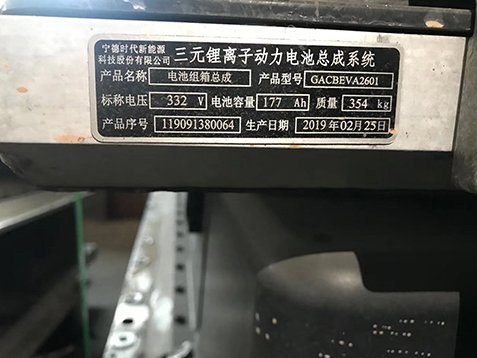 宁德时代新能源
科技股份有限公司
三元锂离子动力电池总成系统
产品名称 电池组箱总成 产品型号 GACBEVA2601
标称电压 332 V 电池容量 177 Ah 质量 354 kg
产品序号 119091380064 生产日期 2019年02月25日